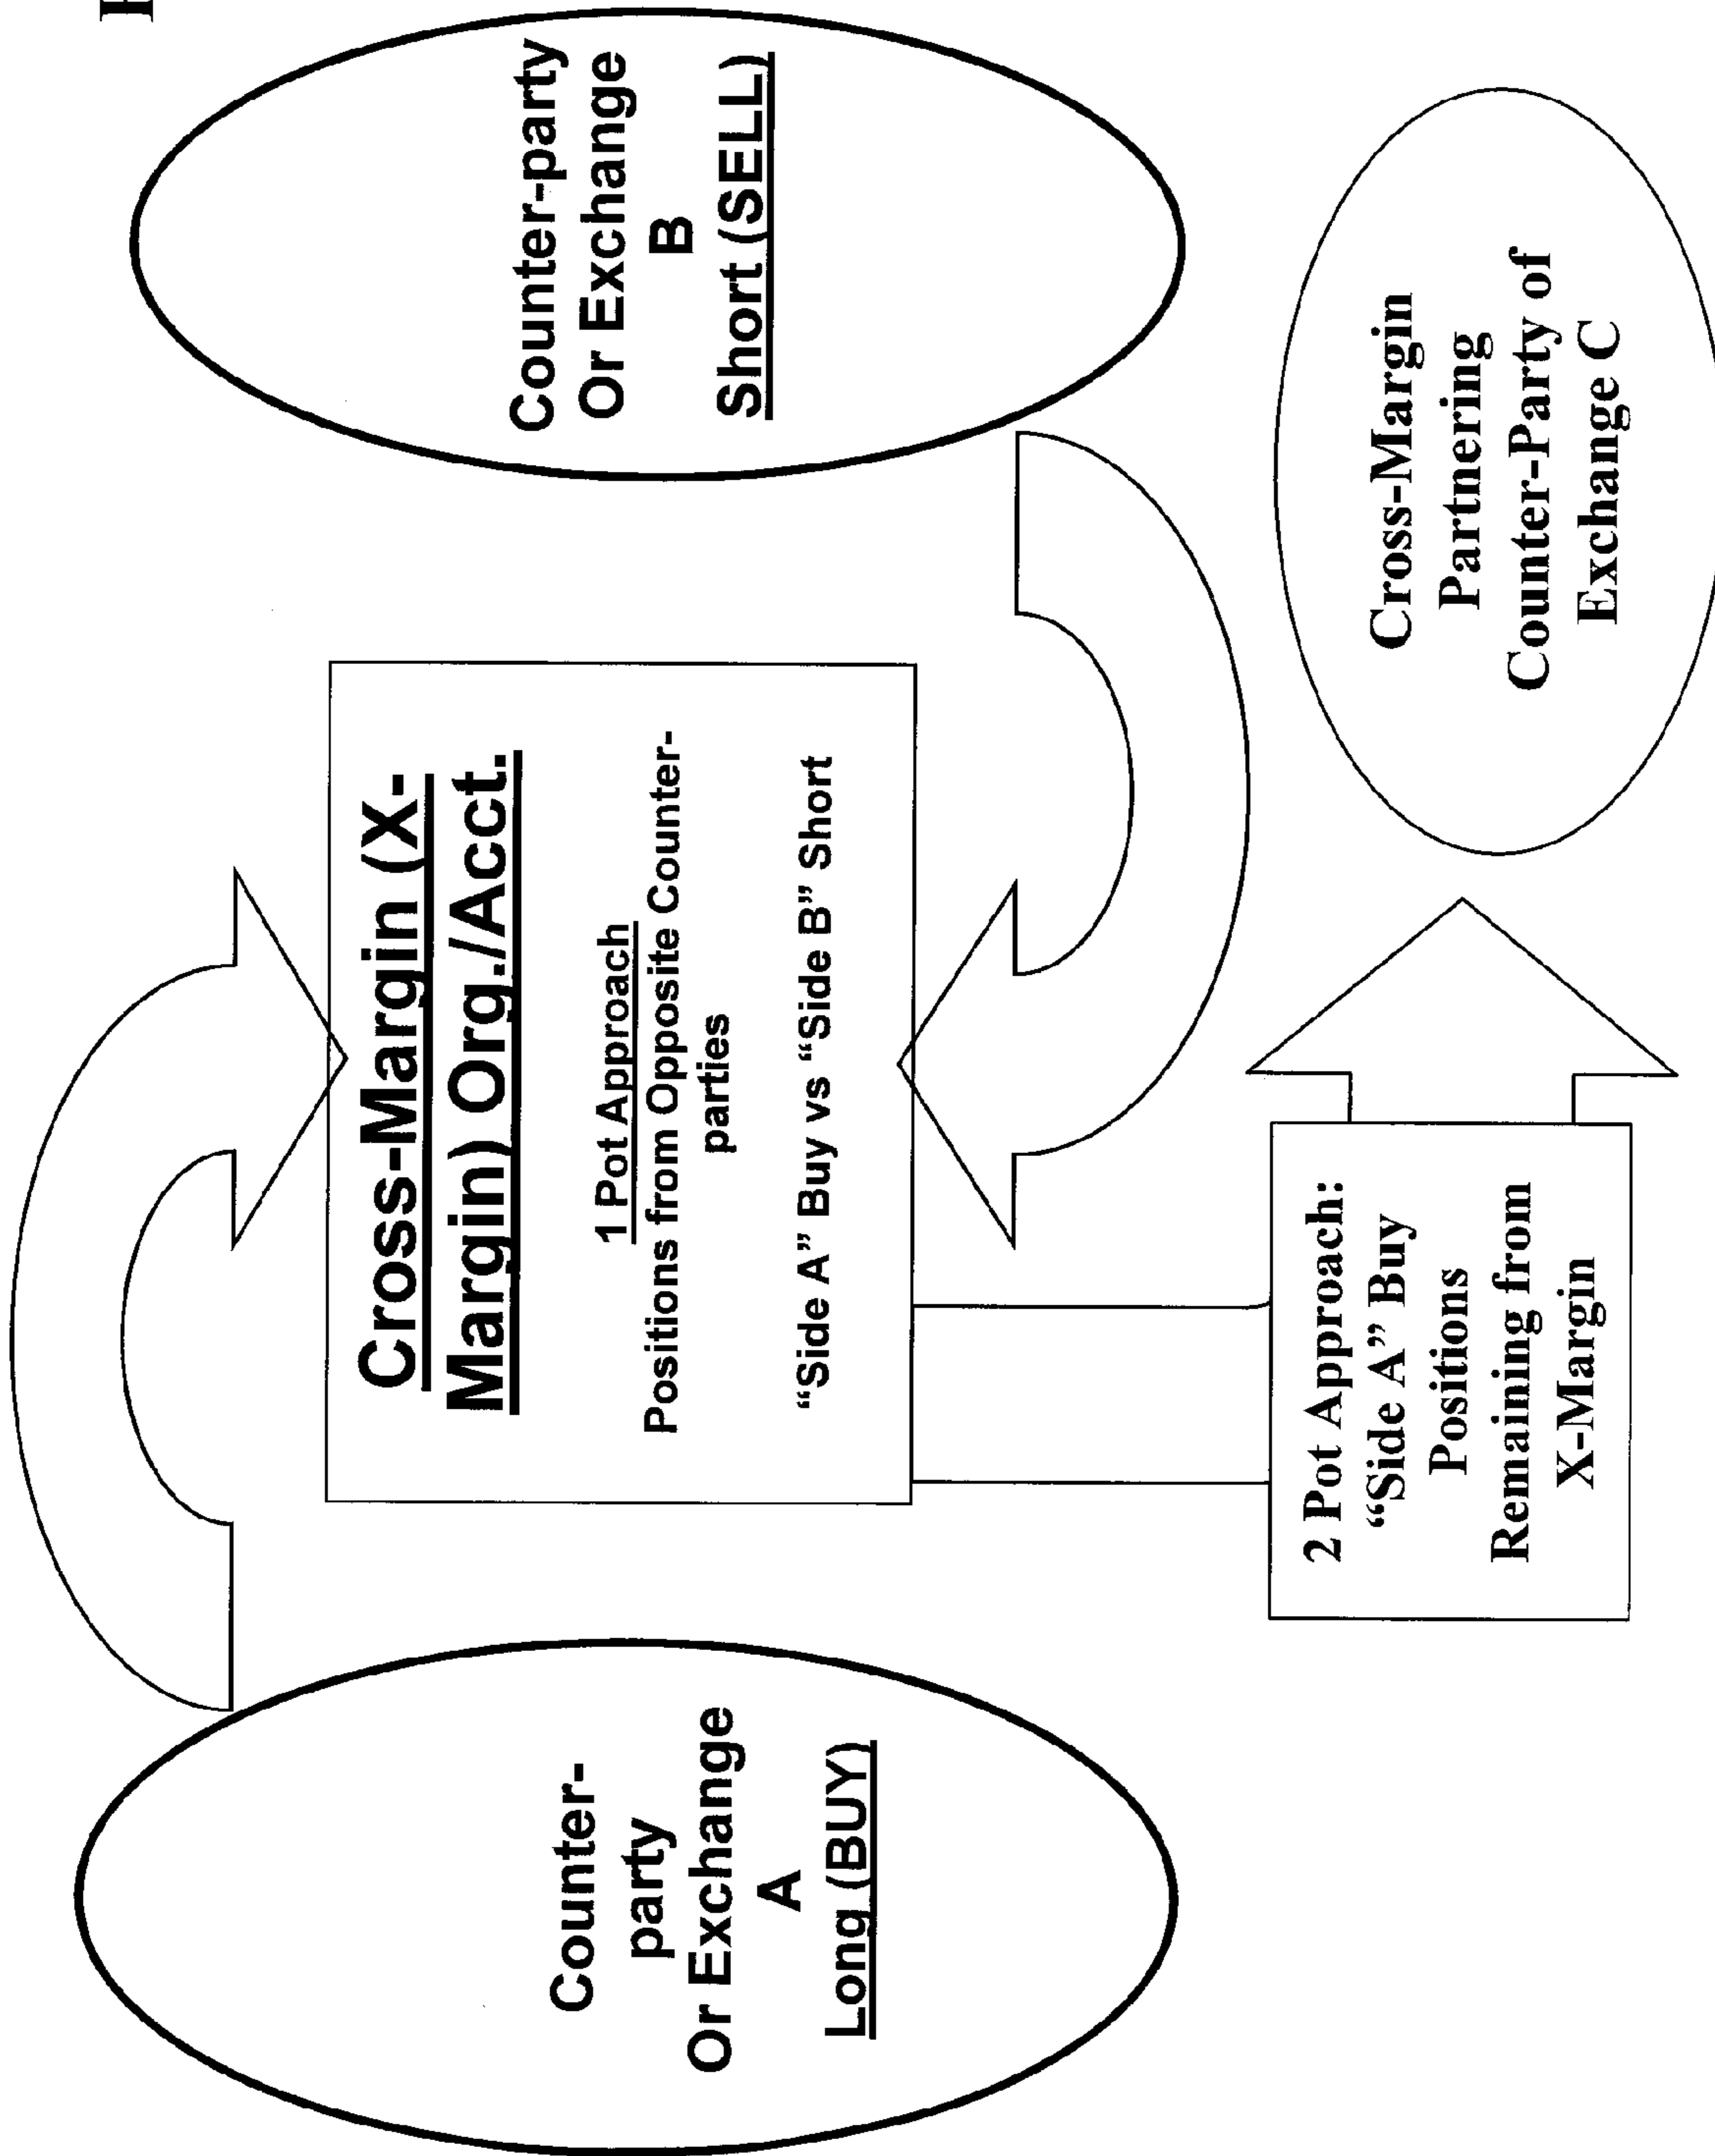 Counter-
party
Or Exchange
A
Long (BUY)
Cross-Margin (X-
Margin) Org./Acct.
1 Pot Approach
Positions from Opposite Counter-
parties
“Side A” Buy vs “Side B” Short
Counter-party
Or Exchange
B
Short (SELL)
2 Pot Approach:
“Side A” Buy
Positions
Remaining from
X-Margin
Cross-Margin
Partnering
Counter-Party of
Exchange C